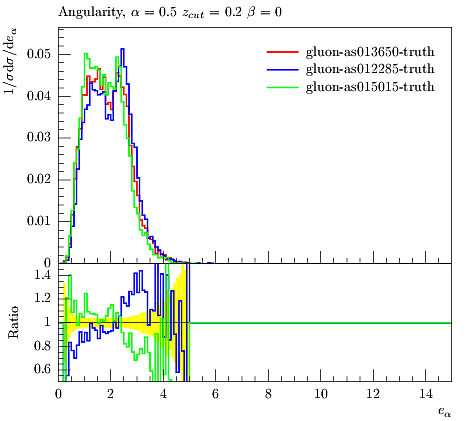 Angularity, α = 0.5 z_cut = 0.2 β = 0
1/σ dσ/de_α
gluon-as013650-truth
gluon-as012285-truth
gluon-as015015-truth
0.05
0.04
0.03
0.02
0.01
0
Ratio
1.4
1.2
1
0.8
0.6
0 2 4 6 8 10 12 14
e_α